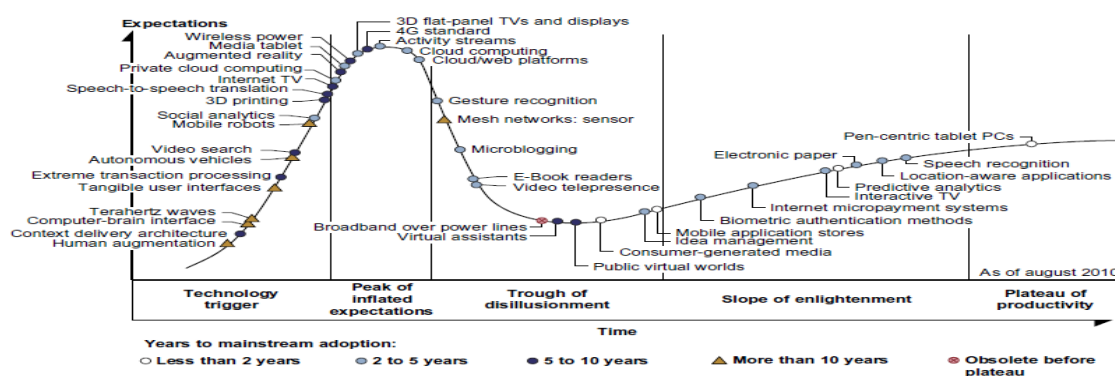 Expectations
3D flat-panel TVs and displays
Wireless power
4G standard
Media tablet
Activity streams
Augmented reality
Cloud computing
Private cloud computing
Cloud/web platforms
Internet TV
Speech-to-speech translation
3D printing
Gesture recognition
Social analytics
Mobile robots
Mesh networks: sensor
Pen-centric tablet PCs
Video search
Microblogging
Electronic paper
Autonomous vehicles
Speech recognition
Extreme transaction processing
E-Book readers
Location-aware applications
Tangible user interfaces
Video telepresence
Predictive analytics
Interactive TV
Terahertz waves
Internet micropayment systems
Computer-brain interface
Broadband over power lines
Biometric authentication methods
Context delivery architecture
Virtual assistants
Mobile application stores
Human augmentation
Idea management
Consumer-generated media
Public virtual worlds
As of august 2010
Technology
trigger
Peak of
inflated
expectations
Trough of
disillusionment
Slope of enlightenment
Plateau of
productivity
Time
Years to mainstream adoption:
Less than 2 years
2 to 5 years
5 to 10 years
More than 10 years
Obsolete before
plateau